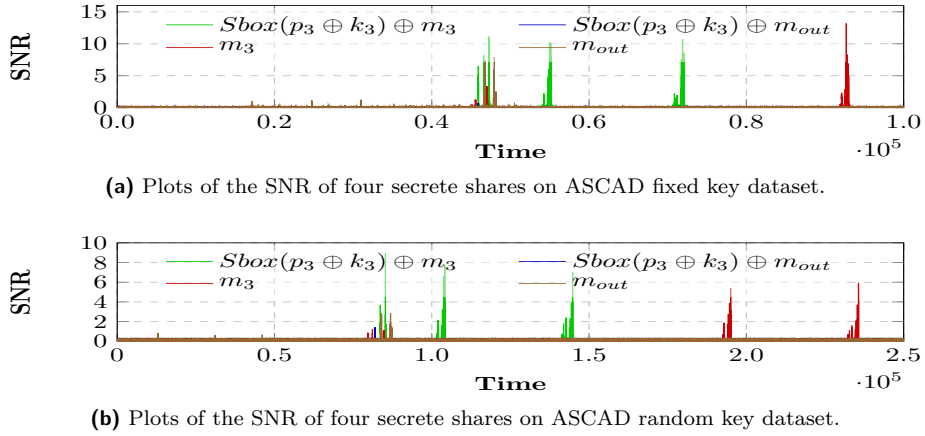 15
10
5
0
SNR
Sbox(p₃ ⊕ k₃) ⊕ m₃
Sbox(p₃ ⊕ k₃) ⊕ mₒᵤₜ
m₃
mₒᵤₜ
0.0 0.2 0.4 0.6 0.8 1.0
Time
·10⁵
(a) Plots of the SNR of four secrete shares on ASCAD fixed key dataset.
10
8
6
4
2
0
SNR
Sbox(p₃ ⊕ k₃) ⊕ m₃
Sbox(p₃ ⊕ k₃) ⊕ mₒᵤₜ
m₃
mₒᵤₜ
0 0.5 1.0 1.5 2.0 2.5
Time
·10⁵
(b) Plots of the SNR of four secrete shares on ASCAD random key dataset.